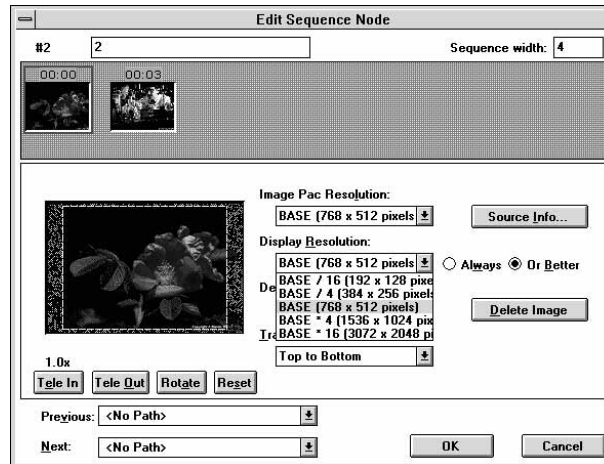 Edit Sequence Node
#2 2 Sequence width: 4
00:00 00:03
Image Pac Resolution:
BASE (768 x 512 pixels
Source Info...
Display Resolution:
BASE (768 x 512 pixels
Always Or Better
BASE / 16 (192 x 128 pixe
BASE / 4 (384 x 256 pixels
De
BASE (768 x 512 pixels)
Delete Image
BASE * 4 (1536 x 1024 pix
BASE * 16 (3072 x 2048 pi
Tra
Top to Bottom
1.0x
Tele In Tele Out Rotate Reset
Previous: <No Path>
Next: <No Path>
OK Cancel